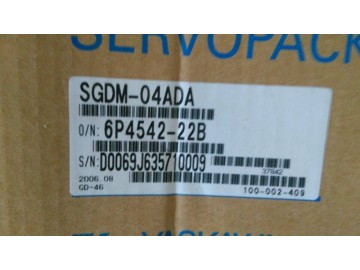 SERVOPACK
SGDM-04ADA
O/N: 6P4542-22B
S/N: D0069J635710009
2006.08
37842
GD-46
100-002-409